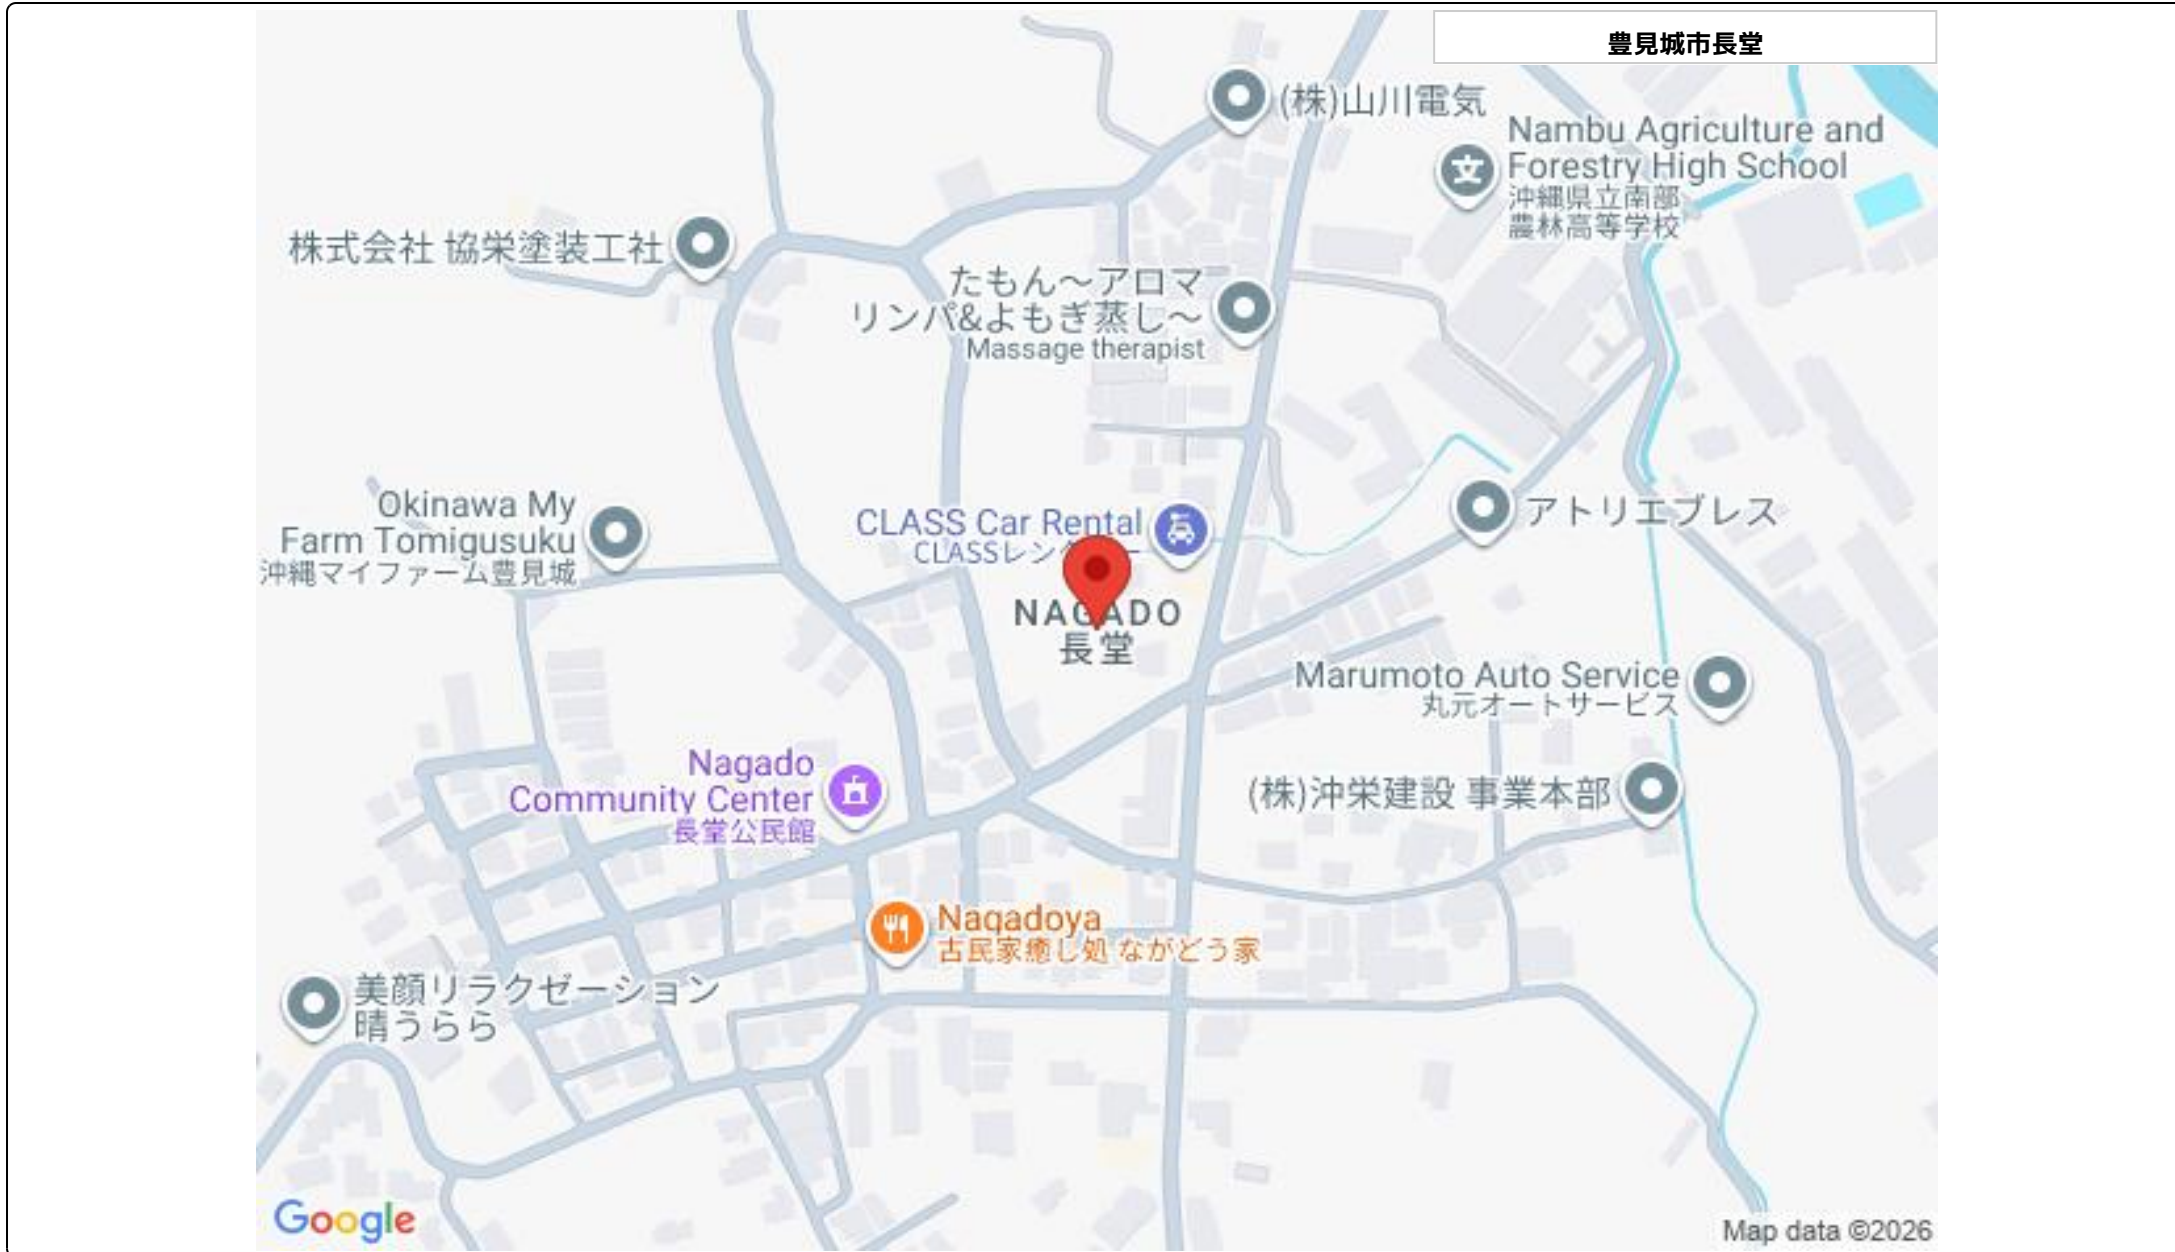 豊見城市長堂
(株)山川電気
Nambu Agriculture and
Forestry High School
沖縄県立南部
農林高等学校
株式会社 協栄塗装工社
たもん〜アロマ
リンパ&よもぎ蒸し〜
Massage therapist
Okinawa My
Farm Tomigusuku
沖縄マイファーム豊見城
CLASS Car Rental
CLASSレン
アトリエブレス
NAGADO
長堂
Marumoto Auto Service
丸元オートサービス
Nagado
Community Center
長堂公民館
(株)沖栄建設 事業本部
Nagadoya
古民家癒し処 ながどう家
美顔リラクゼーション
晴うらら
Google
Map data ©2026